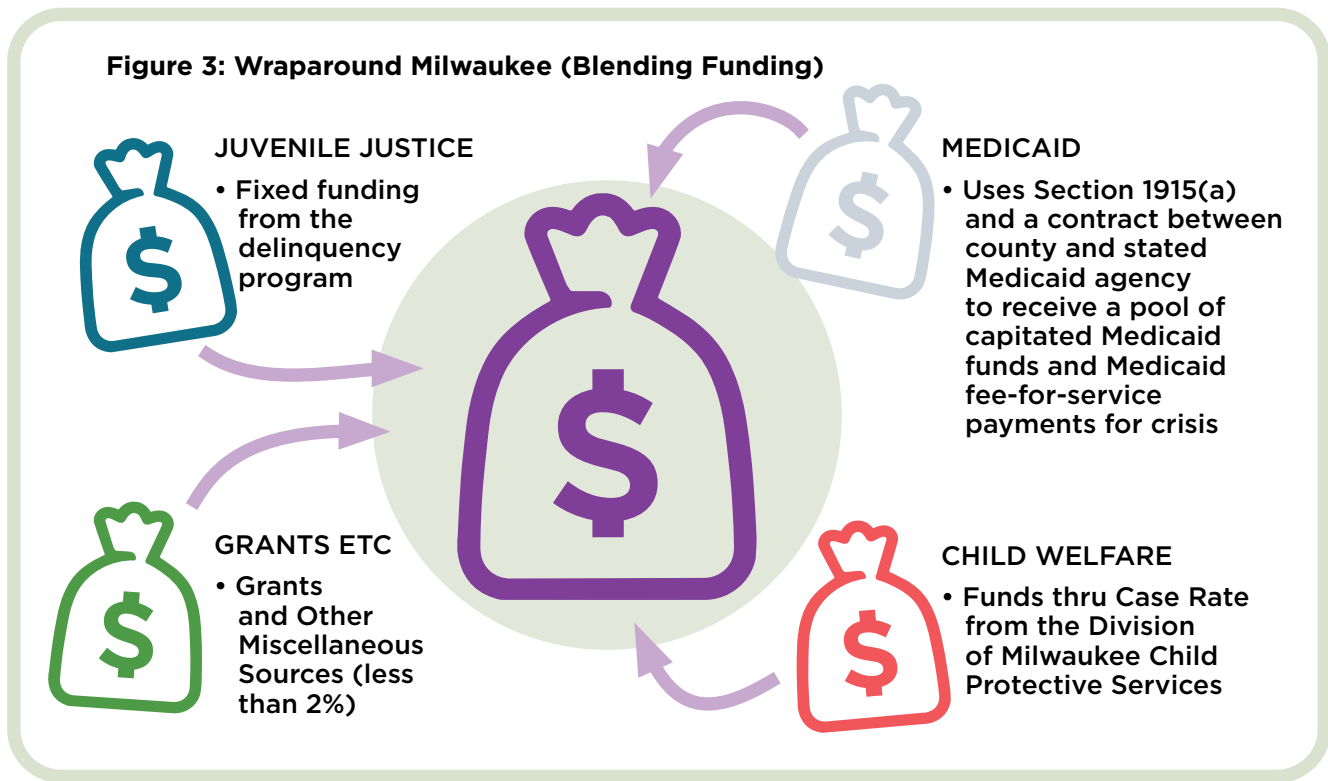 Figure 3: Wraparound Milwaukee (Blending Funding)
JUVENILE JUSTICE
• Fixed funding
from the
delinquency
program
$
MEDICAID
• Uses Section 1915(a)
and a contract between
county and stated
Medicaid agency
to receive a pool of
capitated Medicaid
funds and Medicaid
fee-for-service
payments for crisis
$
$
GRANTS ETC
• Grants
and Other
Miscellaneous
Sources (less
than 2%)
$
CHILD WELFARE
• Funds thru Case Rate
from the Division
of Milwaukee Child
Protective Services
$